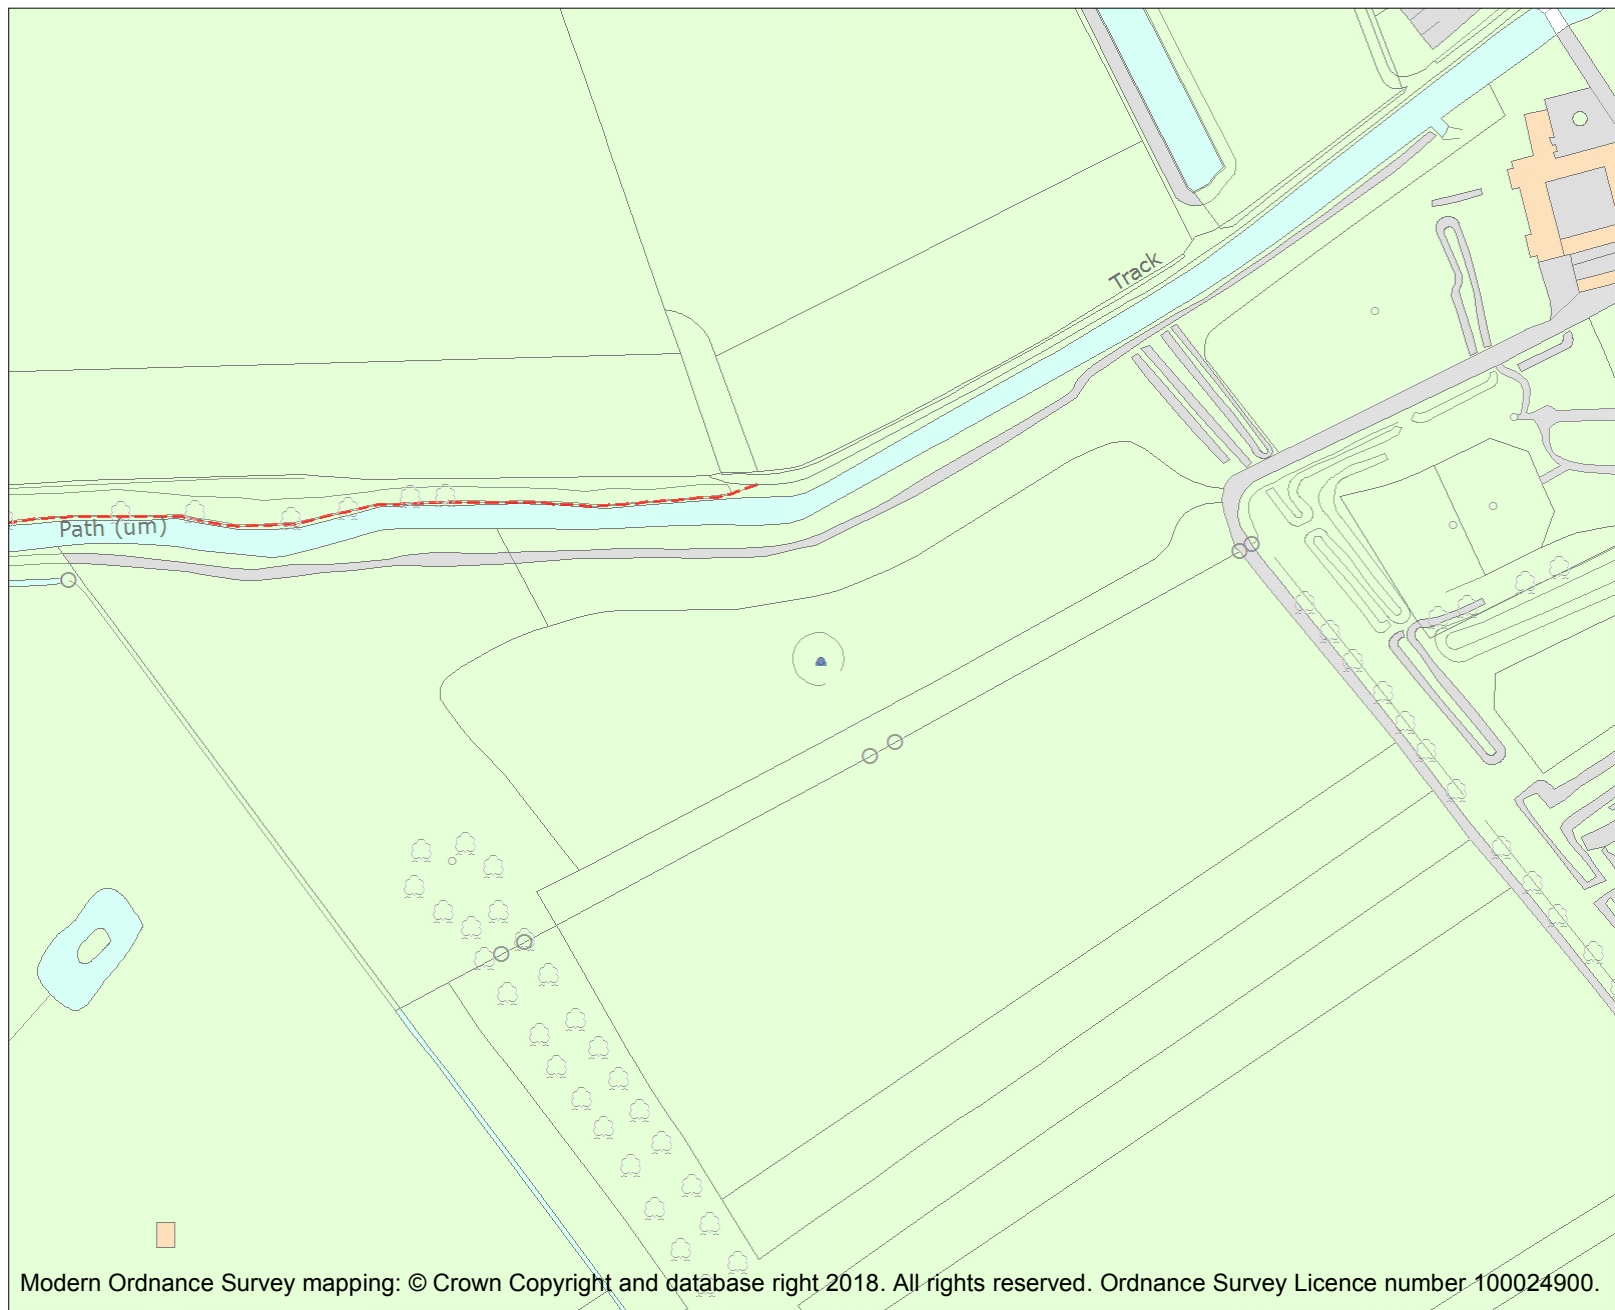 Track
Path (um)
Modern Ordnance Survey mapping: © Crown Copyright and database right 2018. All rights reserved. Ordnance Survey Licence number 100024900.